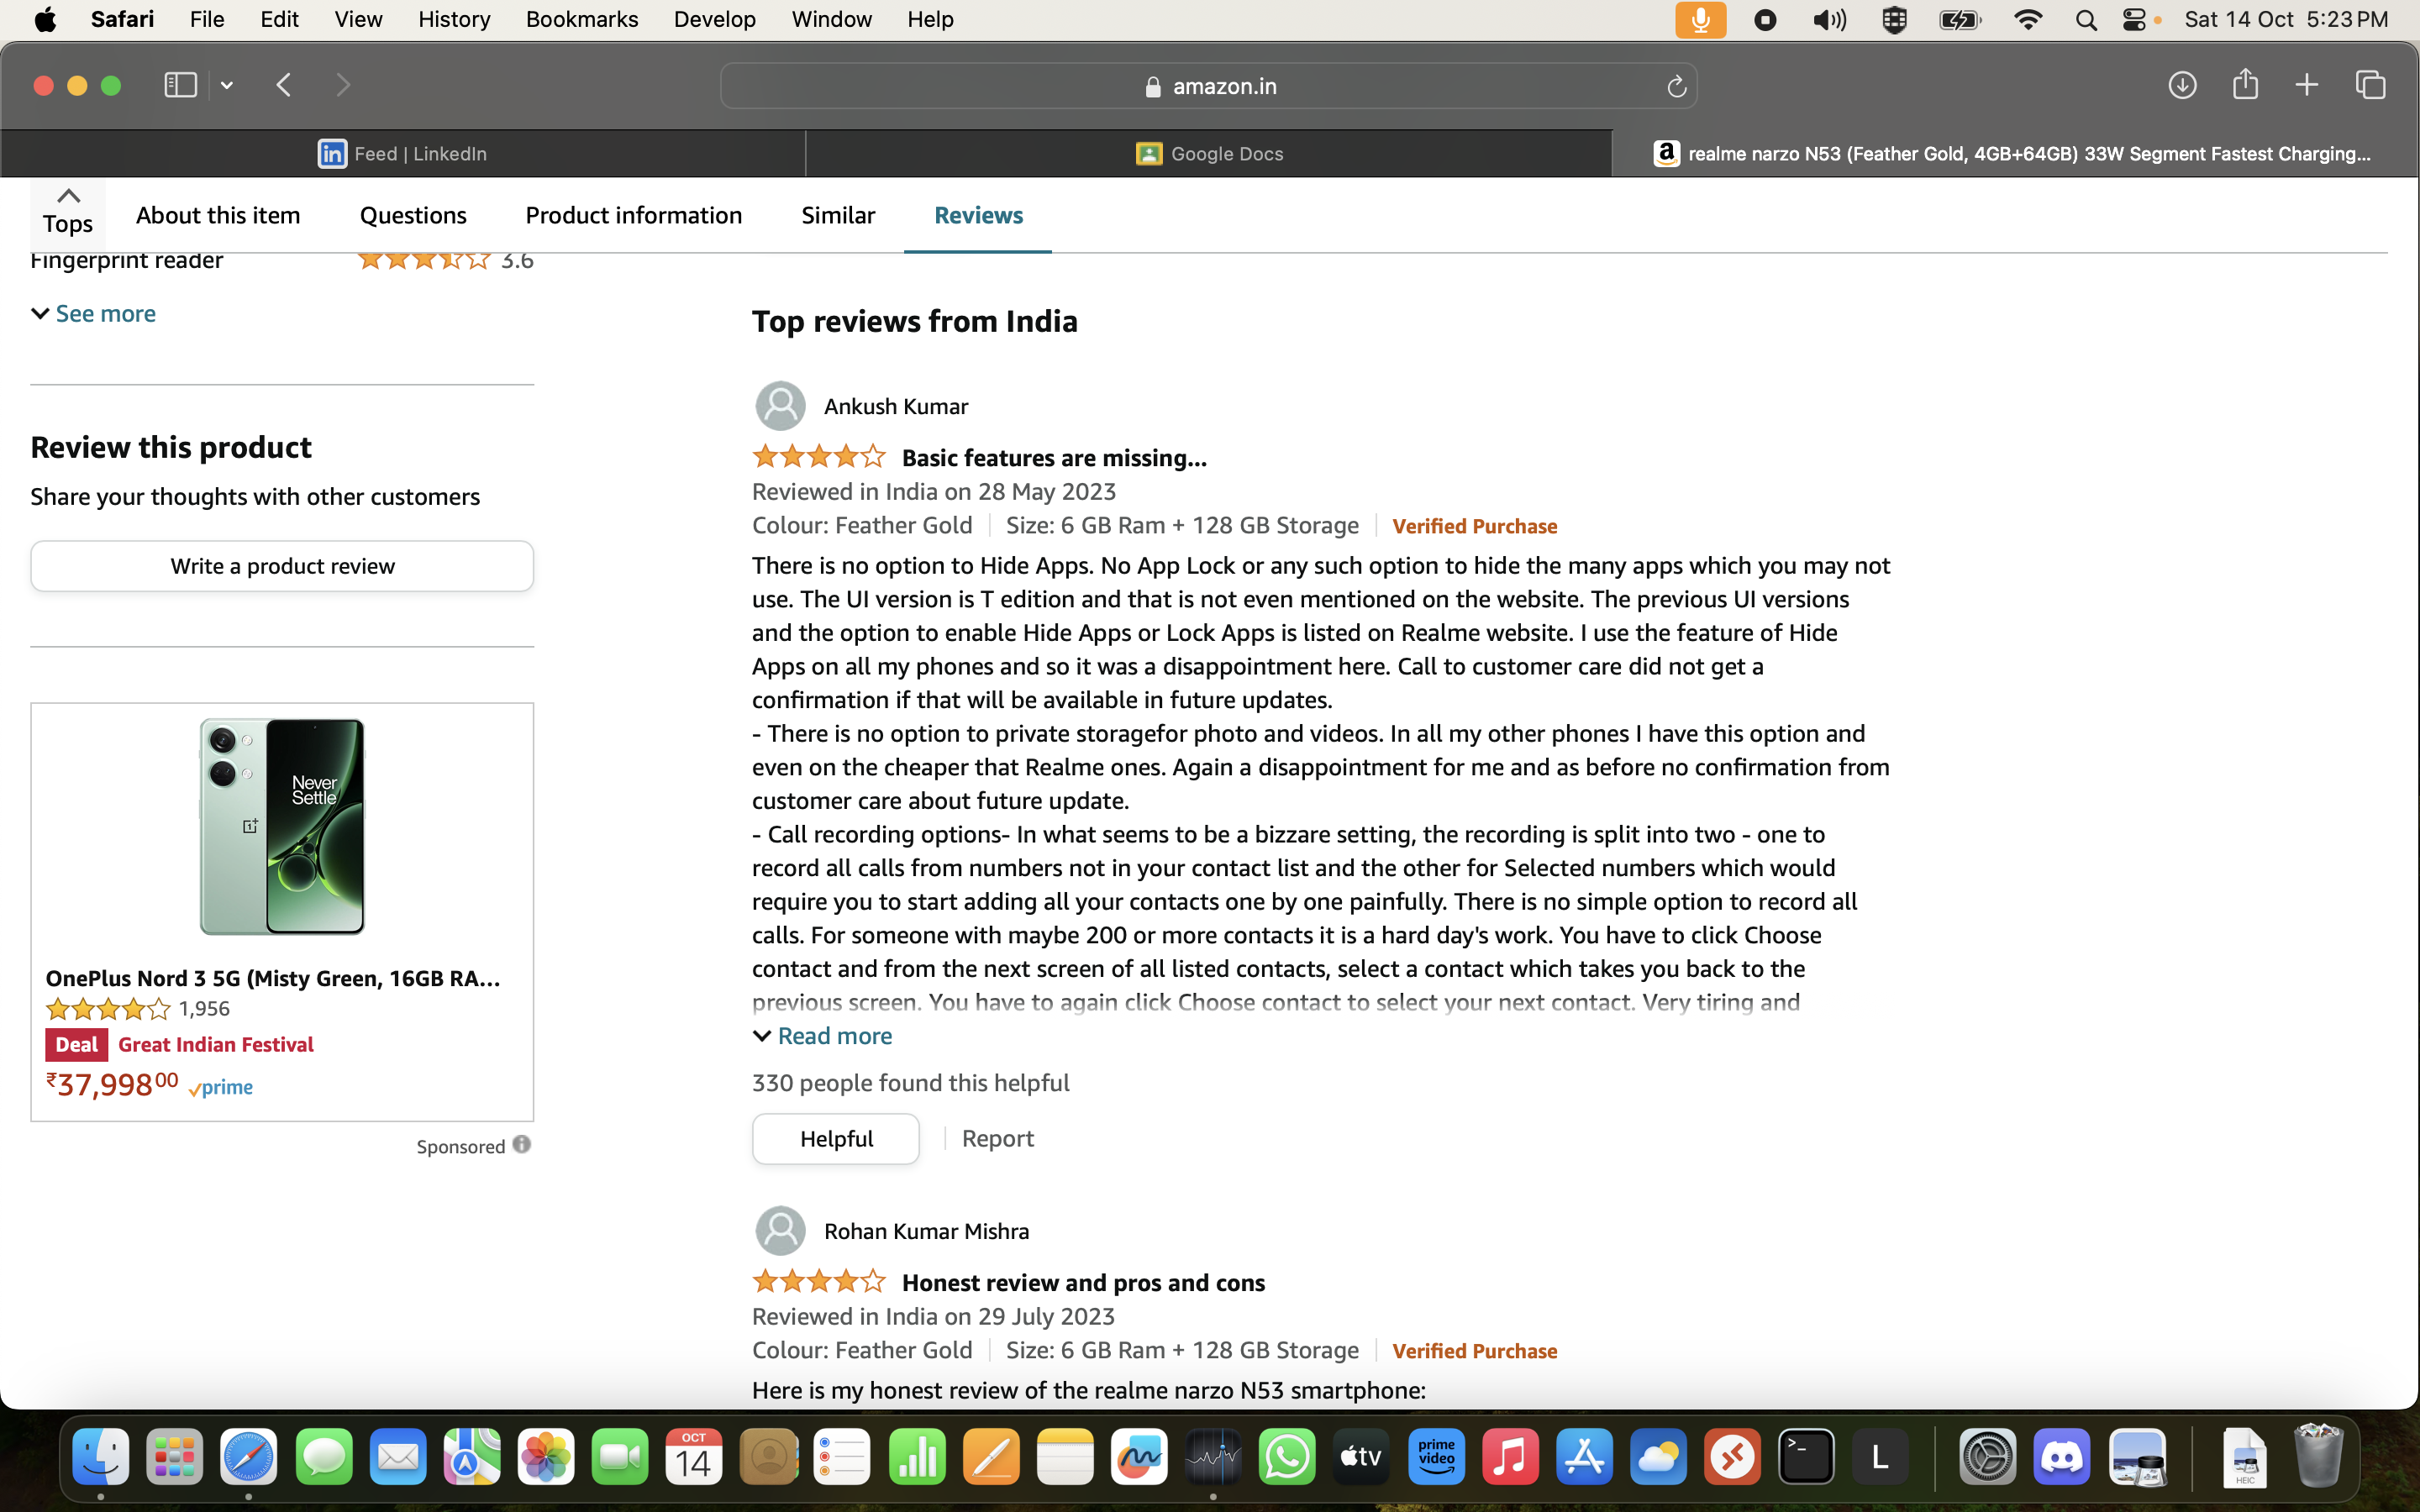 Safari File Edit View History Bookmarks Develop Window Help Sat 14 Oct 5:23 PM
amazon.in
Feed | LinkedIn
Google Docs
realme narzo N53 (Feather Gold, 4GB+64GB) 33W Segment Fastest Charging...
Tops About this item Questions Product information Similar Reviews
Fingerprint reader 3.6
See more
Review this product
Share your thoughts with other customers
Write a product review
Never
Settle
OnePlus Nord 3 5G (Misty Green, 16GB RA...
1,956
Deal Great Indian Festival
₹37,99800 prime
Sponsored
Top reviews from India
Ankush Kumar
Basic features are missing...
Reviewed in India on 28 May 2023
Colour: Feather Gold | Size: 6 GB Ram + 128 GB Storage | Verified Purchase
There is no option to Hide Apps. No App Lock or any such option to hide the many apps which you may not
use. The UI version is T edition and that is not even mentioned on the website. The previous UI versions
and the option to enable Hide Apps or Lock Apps is listed on Realme website. I use the feature of Hide
Apps on all my phones and so it was a disappointment here. Call to customer care did not get a
confirmation if that will be available in future updates.
- There is no option to private storagefor photo and videos. In all my other phones I have this option and
even on the cheaper that Realme ones. Again a disappointment for me and as before no confirmation from
customer care about future update.
- Call recording options- In what seems to be a bizzare setting, the recording is split into two - one to
record all calls from numbers not in your contact list and the other for Selected numbers which would
require you to start adding all your contacts one by one painfully. There is no simple option to record all
calls. For someone with maybe 200 or more contacts it is a hard day's work. You have to click Choose
contact and from the next screen of all listed contacts, select a contact which takes you back to the
previous screen. You have to again click Choose contact to select your next contact. Very tiring and
Read more
330 people found this helpful
Helpful | Report
Rohan Kumar Mishra
Honest review and pros and cons
Reviewed in India on 29 July 2023
Colour: Feather Gold | Size: 6 GB Ram + 128 GB Storage | Verified Purchase
Here is my honest review of the realme narzo N53 smartphone:
OCT
14
tv
prime
video
L
HEIC